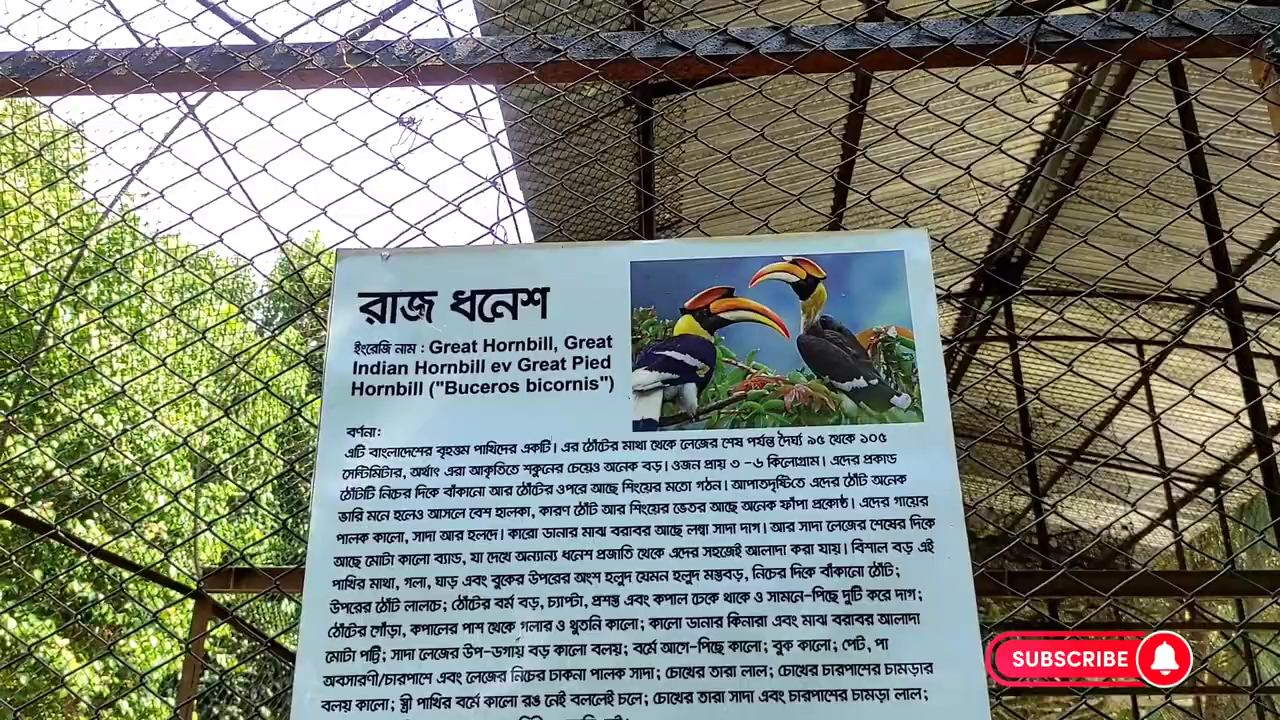 রাজ ধনেশ
ইংরেজি নাম : Great Hornbill, Great
Indian Hornbill ev Great Pied
Hornbill ("Buceros bicornis")
বর্ণনা:
এটি বাংলাদেশের বৃহত্তম পাখিদের একটি। এর ঠোঁটের মাথা থেকে লেজের শেষ পর্যন্ত দৈর্ঘ্য ৯৫ থেকে ১০৫
সেন্টিমিটার, অর্থাৎ এরা আকৃতিতে শকুনের চেয়েও অনেক বড়। ওজন প্রায় ৩ -৬ কিলোগ্রাম। এদের প্রকান্ড
ঠোঁটটি নিচের দিকে বাঁকানো আর ঠোঁটের ওপরে আছে শিংয়ের মতো গঠন। আপাতদৃষ্টিতে এদের ঠোঁট অনেক
ভারি মনে হলেও আসলে বেশ হালকা, কারণ ঠোঁট আর শিংয়ের ভেতর আছে অনেক ফাঁপা প্রকোষ্ঠ। এদের গায়ের
পালক কালো, সাদা আর হলদে। কারো ডানার মাঝ বরাবর আছে লম্বা সাদা দাগ। আর সাদা লেজের শেষের দিকে
আছে মোটা কালো ব্যান্ড, যা দেখে অন্যান্য ধনেশ প্রজাতি থেকে এদের সহজেই আলাদা করা যায়। বিশাল বড় এই
পাখির মাথা, গলা, ঘাড় এবং বুকের উপরের অংশ হলুদ যেমন হলুদ মস্তবড়, নিচের দিকে বাঁকানো ঠোঁট;
উপরের ঠোঁট লালচে; ঠোঁটের বর্ম বড়, চ্যাপ্টা, প্রশস্ত এবং কপাল ঢেকে থাকে ও সামনে-পিছে দুটি করে দাগ;
ঠোঁটের গোঁড়া, কপালের পাশ থেকে গলার ও থুতনি কালো; কালো ডানার কিনারা এবং মাঝ বরাবর আলাদা
মোটা পট্টি; সাদা লেজের উপ-ডগায় বড় কালো বলয়; বর্মে আগে-পিছে কালো; বুক কালো; পেট, পা
অবসারণী/চারপাশে এবং লেজের নিচের ঢাকনা পালক সাদা; চোখের তারা লাল; চোখের চারপাশের চামড়ার
বলয় কালো; স্ত্রী পাখির বর্মে কালো রঙ নেই বললেই চলে; চোখের তারা সাদা এবং চারপাশের চামড়া লাল;
SUBSCRIBE